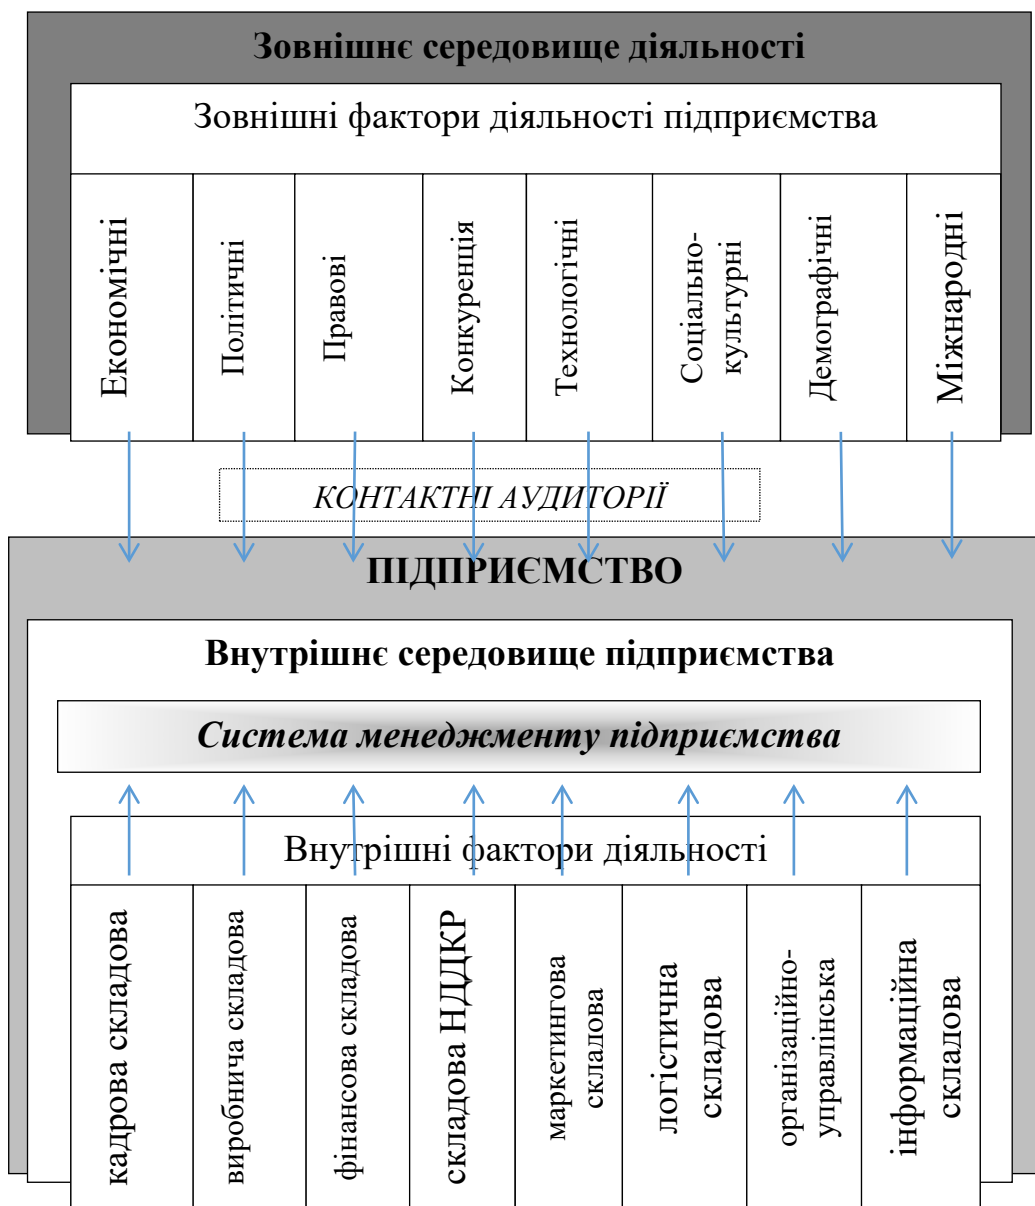 Зовнішнє середовище діяльності
Зовнішні фактори діяльності підприємства
Економічні
Політичні
Правові
Конкуренція
Технологічні
Соціально-
культурні
Демографічні
Міжнародні
КОНТАКТНІ АУДИТОРІЇ
ПІДПРИЄМСТВО
Внутрішнє середовище підприємства
Система менеджменту підприємства
Внутрішні фактори діяльності
кадрова складова
виробнича складова
фінансова складова
складова НДДКР
маркетингова
складова
логістична
складова
організаційно-
управлінська
інформаційна
складова